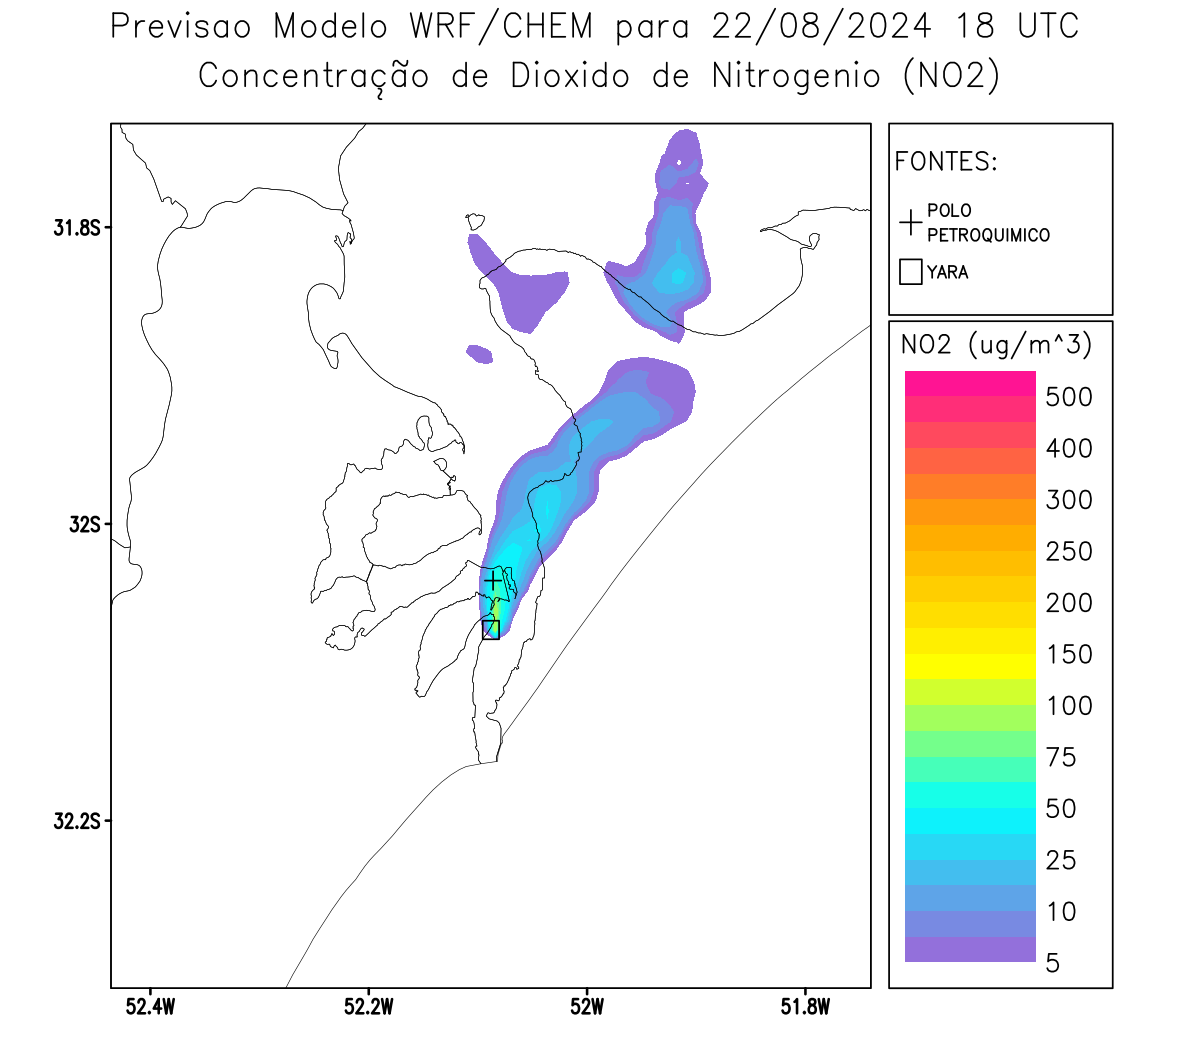 Previsao Modelo WRF/CHEM para 22/08/2024 18 UTC
Concentração de Dioxido de Nitrogenio (NO2)
FONTES:
POLO
PETROQUIMICO
YARA
NO2 (ug/m^3)
500
400
300
250
200
150
100
75
50
25
10
5
31.8S
32S
32.2S
52.4W
52.2W
52W
51.8W